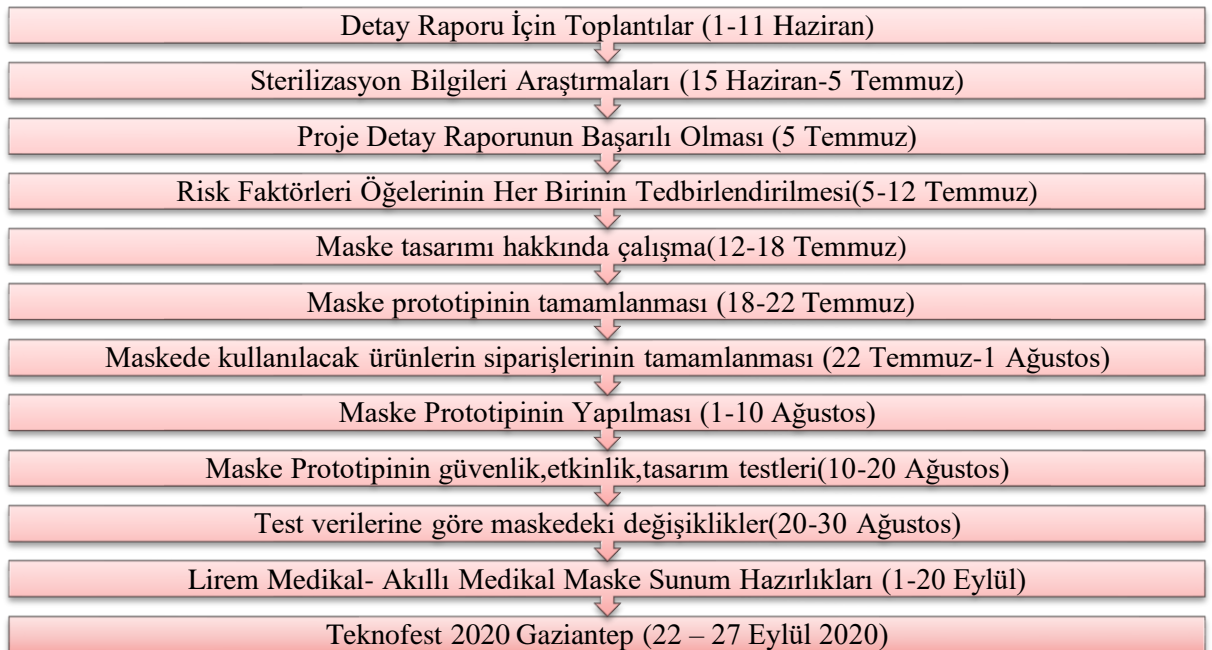 Detay Raporu İçin Toplantılar (1-11 Haziran)
Sterilizasyon Bilgileri Araştırmaları (15 Haziran-5 Temmuz)
Proje Detay Raporunun Başarılı Olması (5 Temmuz)
Risk Faktörleri Öğelerinin Her Birinin Tedbirlendirilmesi(5-12 Temmuz)
Maske tasarımı hakkında çalışma(12-18 Temmuz)
Maske prototipinin tamamlanması (18-22 Temmuz)
Maskede kullanılacak ürünlerin siparişlerinin tamamlanması (22 Temmuz-1 Ağustos)
Maske Prototipinin Yapılması (1-10 Ağustos)
Maske Prototipinin güvenlik,etkinlik,tasarım testleri(10-20 Ağustos)
Test verilerine göre maskedeki değişiklikler(20-30 Ağustos)
Lirem Medikal- Akıllı Medikal Maske Sunum Hazırlıkları (1-20 Eylül)
Teknofest 2020 Gaziantep (22 – 27 Eylül 2020)